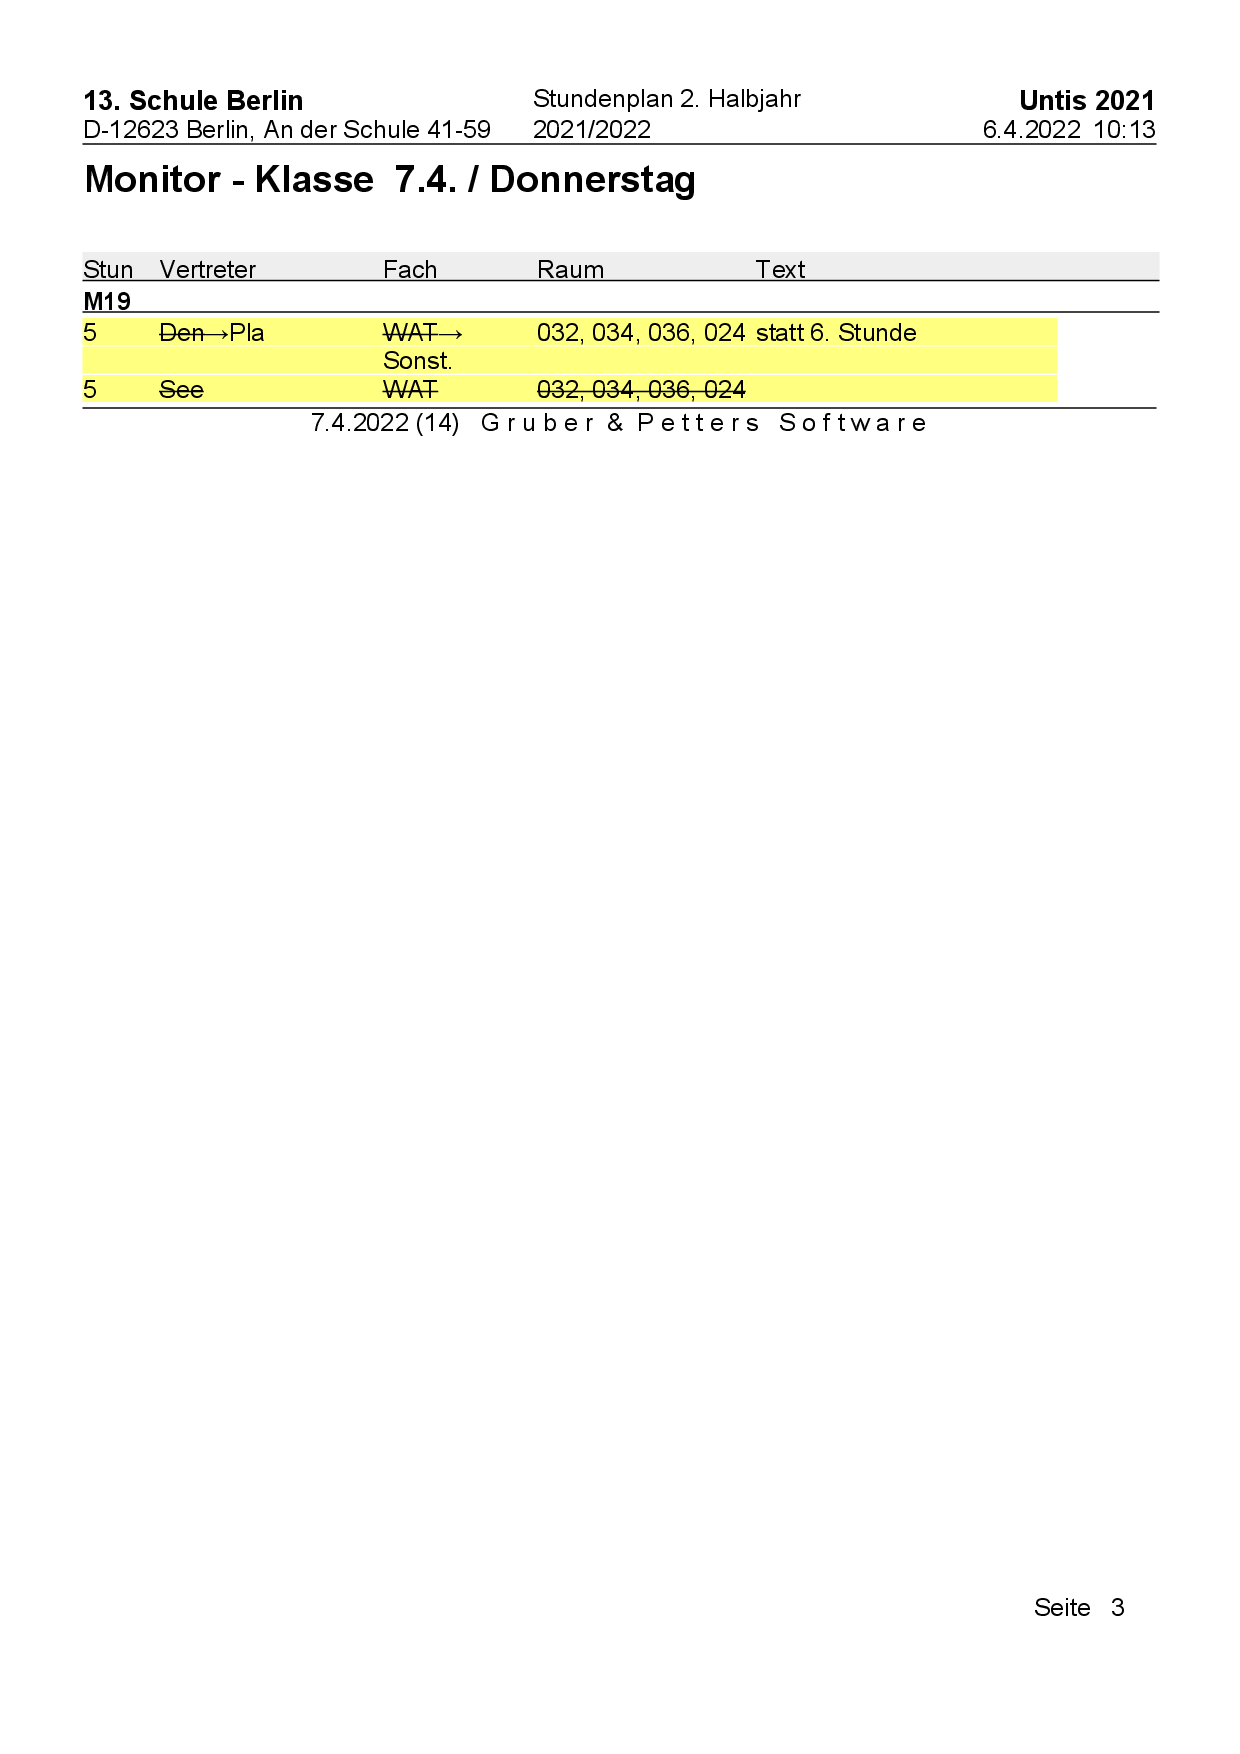 13. Schule Berlin Stundenplan 2. Halbjahr Untis 2021
D-12623 Berlin, An der Schule 41-59 2021/2022 6.4.2022 10:13
Monitor - Klasse 7.4. / Donnerstag
Stun Vertreter Fach Raum Text
M19
5 Den→Pla WAT→ 032, 034, 036, 024 statt 6. Stunde
Sonst.
5 See WAT 032, 034, 036, 024
7.4.2022 (14) Gruber & Petters Software
Seite 3